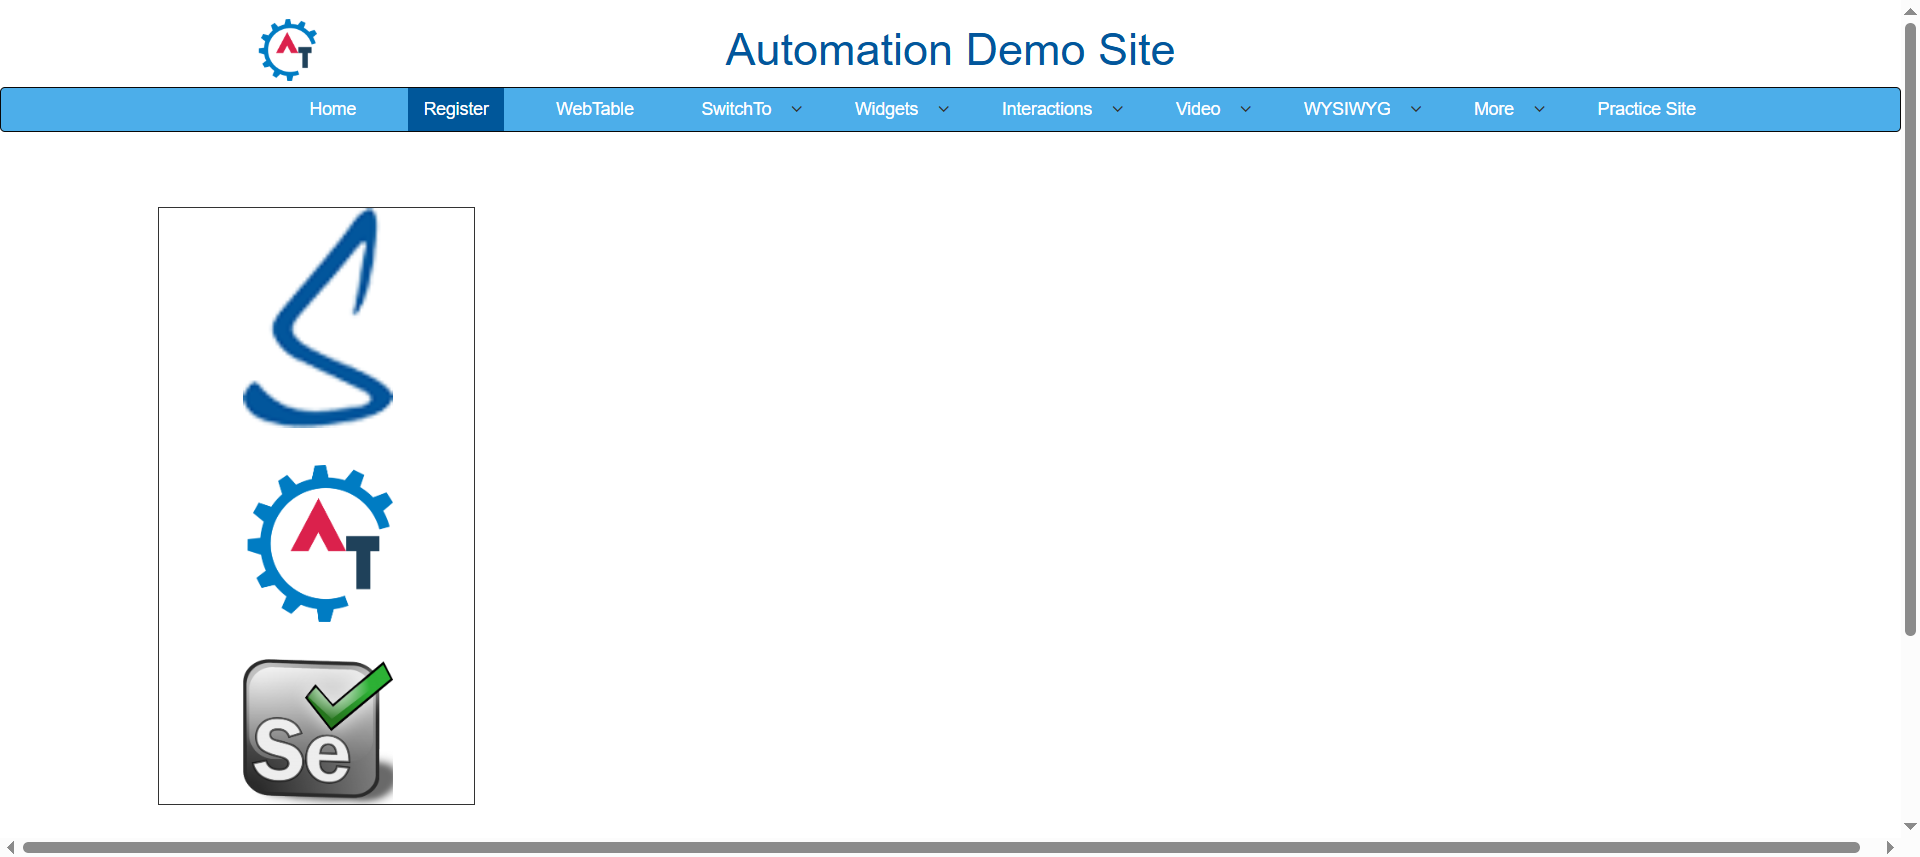 AT
Automation Demo Site
Home Register WebTable SwitchTo Widgets Interactions Video WYSIWYG More Practice Site
S
AT
Se